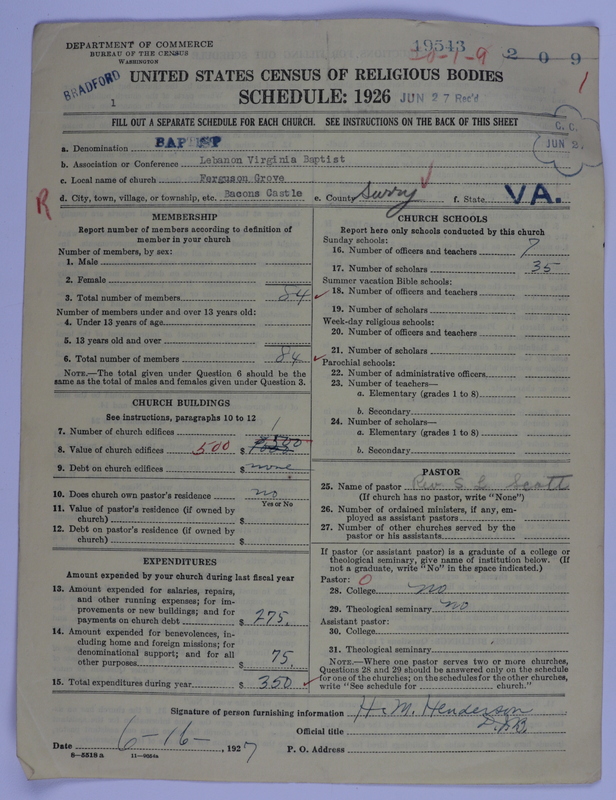 DEPARTMENT OF COMMERCE
BUREAU OF THE CENSUS
WASHINGTON
19543
10-1-9
2 0 9
BRADFORD
1
UNITED STATES CENSUS OF RELIGIOUS BODIES
SCHEDULE: 1926
JUN 27 Rec'd
1
FILL OUT A SEPARATE SCHEDULE FOR EACH CHURCH. SEE INSTRUCTIONS ON THE BACK OF THIS SHEET
C. C.
JUN 2
a. Denomination BAPTIST
b. Association or Conference Lebanon Virginia Baptist
c. Local name of church Ferguson Grove
R
d. City, town, village, or township, etc. Bacons Castle e. County Surry f. State VA.
MEMBERSHIP
Report number of members according to definition of
member in your church
Number of members, by sex:
1. Male
2. Female
3. Total number of members 84
Number of members under and over 13 years old:
4. Under 13 years of age
5. 13 years old and over
6. Total number of members 84
NOTE.—The total given under Question 6 should be the
same as the total of males and females given under Question 3.
CHURCH BUILDINGS
See instructions, paragraphs 10 to 12
7. Number of church edifices 1
8. Value of church edifices 500 $
9. Debt on church edifices $ none
10. Does church own pastor's residence no
Yes or No
11. Value of pastor's residence (if owned by
church) $
12. Debt on pastor's residence (if owned by
church) $
EXPENDITURES
Amount expended by your church during last fiscal year
13. Amount expended for salaries, repairs,
and other running expenses; for im-
provements or new buildings; and for
payments on church debt $ 275.
14. Amount expended for benevolences, in-
cluding home and foreign missions; for
denominational support; and for all
other purposes 75.
15. Total expenditures during year $ 350
CHURCH SCHOOLS
Report here only schools conducted by this church
Sunday schools:
16. Number of officers and teachers 7
17. Number of scholars 35
Summer vacation Bible schools:
18. Number of officers and teachers
19. Number of scholars
Week-day religious schools:
20. Number of officers and teachers
21. Number of scholars
Parochial schools:
22. Number of administrative officers
23. Number of teachers—
a. Elementary (grades 1 to 8)
b. Secondary
24. Number of scholars—
a. Elementary (grades 1 to 8)
b. Secondary
PASTOR
25. Name of pastor Rev S L Scott
(If church has no pastor, write "None")
26. Number of ordained ministers, if any, em-
ployed as assistant pastors
27. Number of other churches served by the
pastor or his assistants
If pastor (or assistant pastor) is a graduate of a college or
theological seminary, give name of institution below. (If
not a graduate, write "No" in the space indicated.)
Pastor: 0
28. College no
29. Theological seminary no
Assistant pastor:
30. College
31. Theological seminary
NOTE.—Where one pastor serves two or more churches,
Questions 28 and 29 should be answered only on the schedule
for one of the churches; on the schedules for the other churches,
write "See schedule for church."
Signature of person furnishing information H. M. Henderson
Official title
Date 6-16-, 1927 P. O. Address
8—5518 a 11—9084a